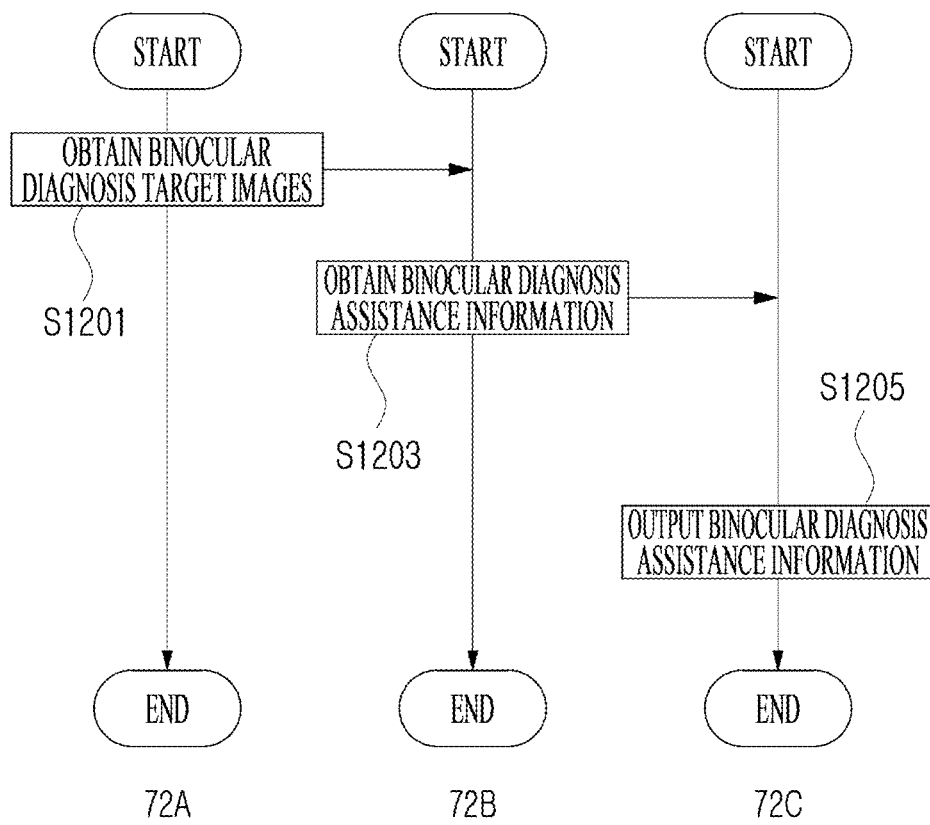 START
START
START
OBTAIN BINOCULAR
DIAGNOSIS TARGET IMAGES
S1201
OBTAIN BINOCULAR DIAGNOSIS
ASSISTANCE INFORMATION
S1203
S1205
OUTPUT BINOCULAR DIAGNOSIS
ASSISTANCE INFORMATION
END
END
END
72A
72B
72C